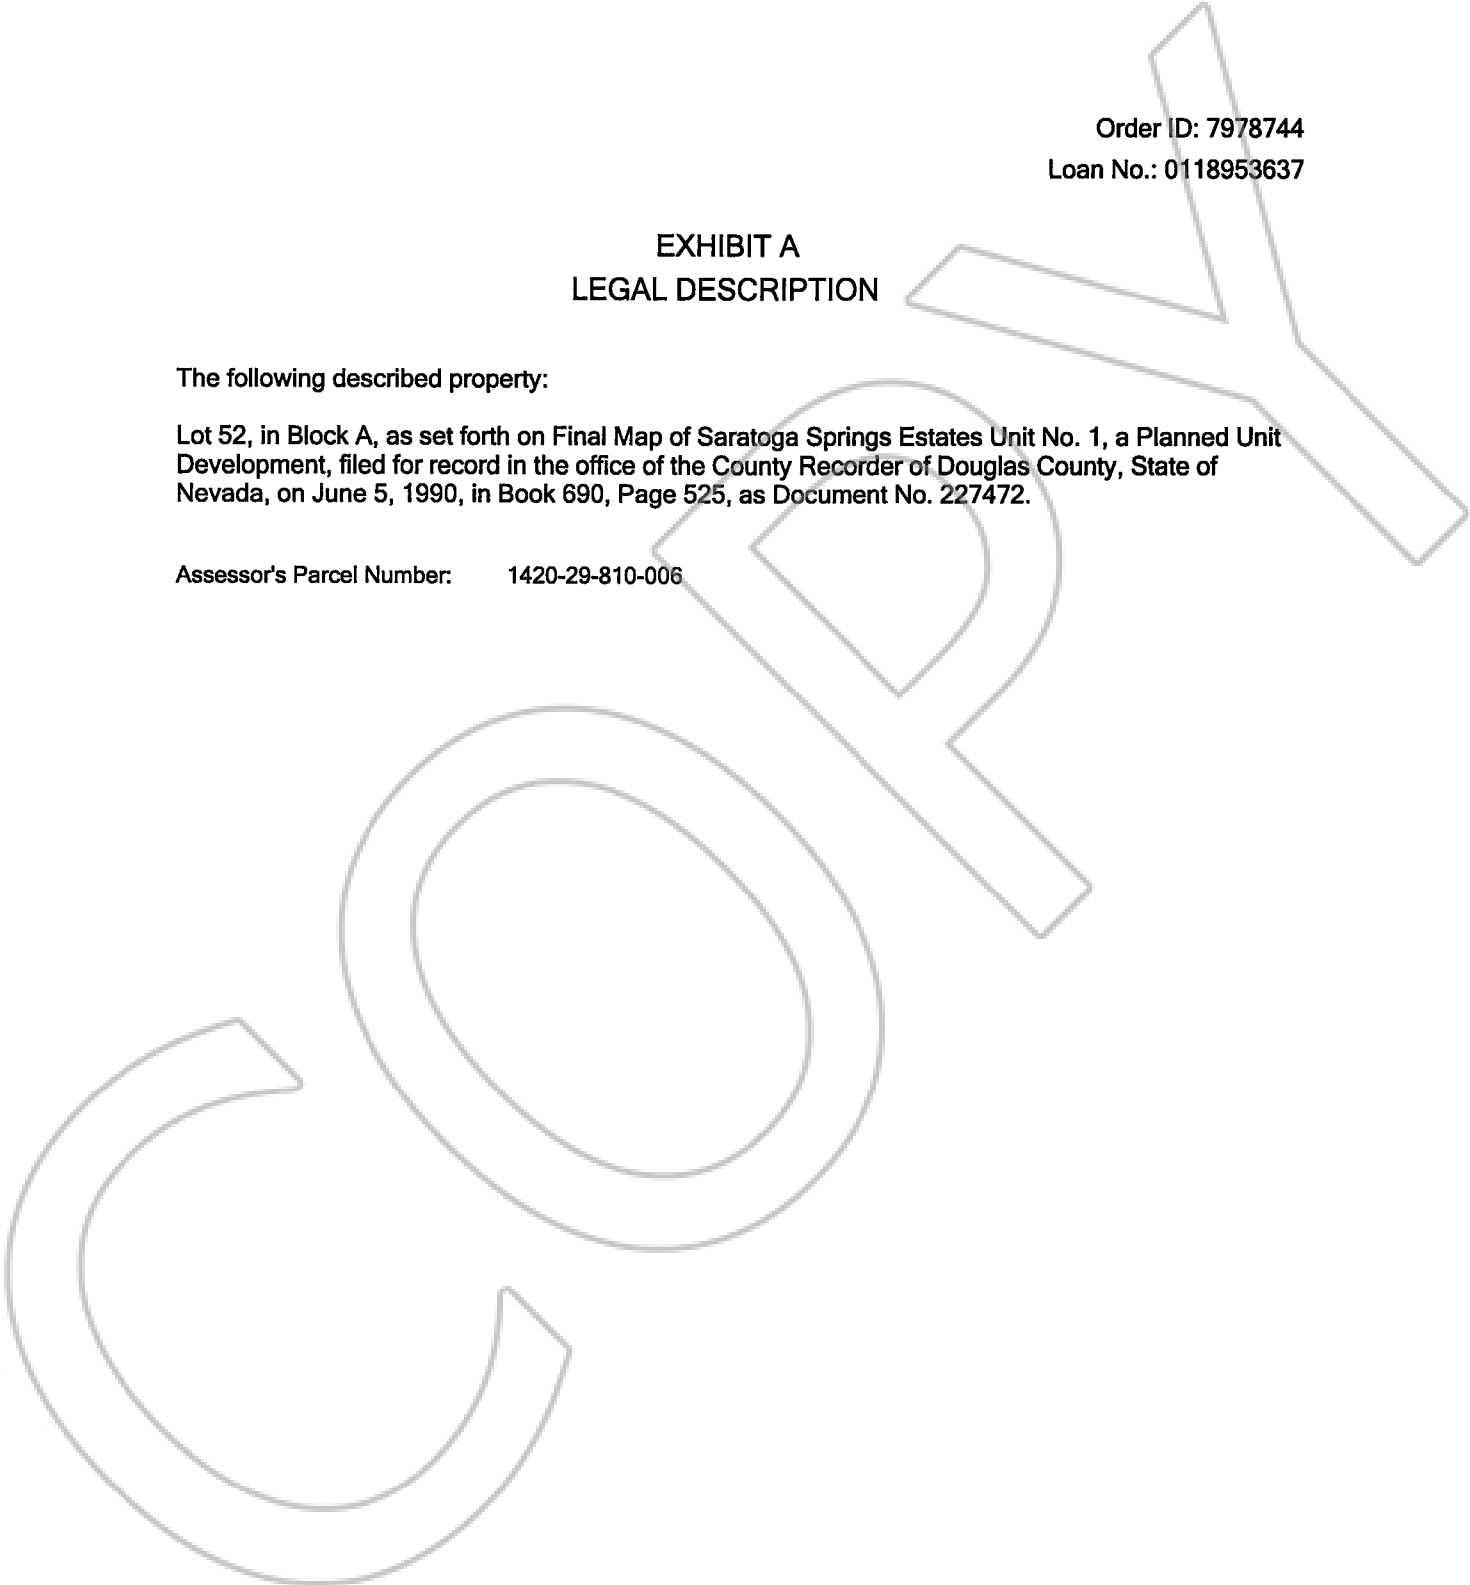 Order ID: 7978744
Loan No.: 0118953637
EXHIBIT A
LEGAL DESCRIPTION
The following described property:
Lot 52, in Block A, as set forth on Final Map of Saratoga Springs Estates Unit No. 1, a Planned Unit
Development, filed for record in the office of the County Recorder of Douglas County, State of
Nevada, on June 5, 1990, in Book 690, Page 525, as Document No. 227472.
Assessor's Parcel Number: 1420-29-810-006
COPY